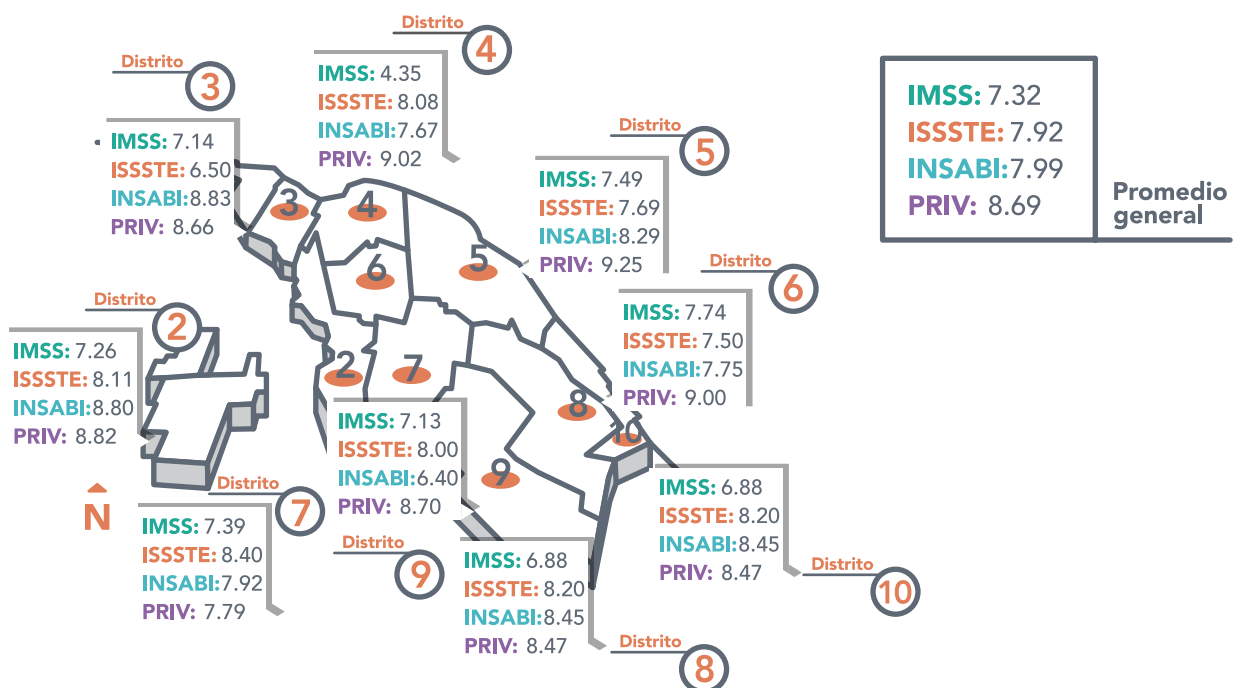 Distrito
4
IMSS: 4.35
ISSSTE: 8.08
INSABI:7.67
PRIV: 9.02
Distrito
3
IMSS: 7.14
ISSSTE: 6.50
INSABI:8.83
PRIV: 8.66
Distrito
5
IMSS: 7.49
ISSSTE: 7.69
INSABI:8.29
PRIV: 9.25
IMSS: 7.32
ISSSTE: 7.92
INSABI:7.99
PRIV: 8.69
Promedio
general
Distrito
6
IMSS: 7.74
ISSSTE: 7.50
INSABI:7.75
PRIV: 9.00
Distrito
2
IMSS: 7.26
ISSSTE: 8.11
INSABI:8.80
PRIV: 8.82
3
4
5
6
2
7
8
10
9
IMSS: 7.13
ISSSTE: 8.00
INSABI:6.40
PRIV: 8.70
Distrito
9
N
Distrito
7
IMSS: 7.39
ISSSTE: 8.40
INSABI:7.92
PRIV: 7.79
IMSS: 6.88
ISSSTE: 8.20
INSABI:8.45
PRIV: 8.47
Distrito
8
IMSS: 6.88
ISSSTE: 8.20
INSABI:8.45
PRIV: 8.47
Distrito
10